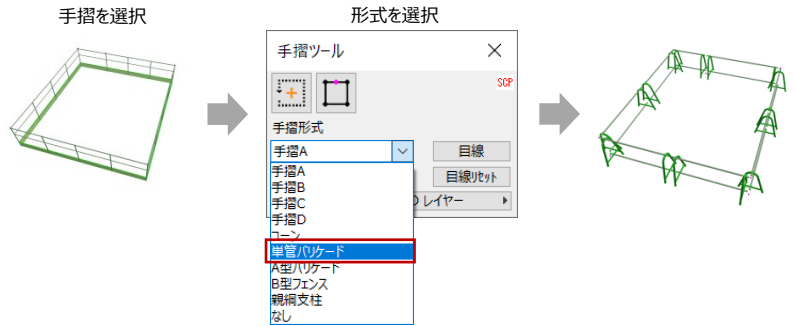 手摺を選択
形式を選択
手摺ツール
SCP
手摺形式
手摺A
目線
手摺A
目線ﾘｾｯﾄ
手摺B
手摺C
レイヤー
手摺D
コーン
単管バリケード
A型バリケード
B型フェンス
親綱支柱
なし